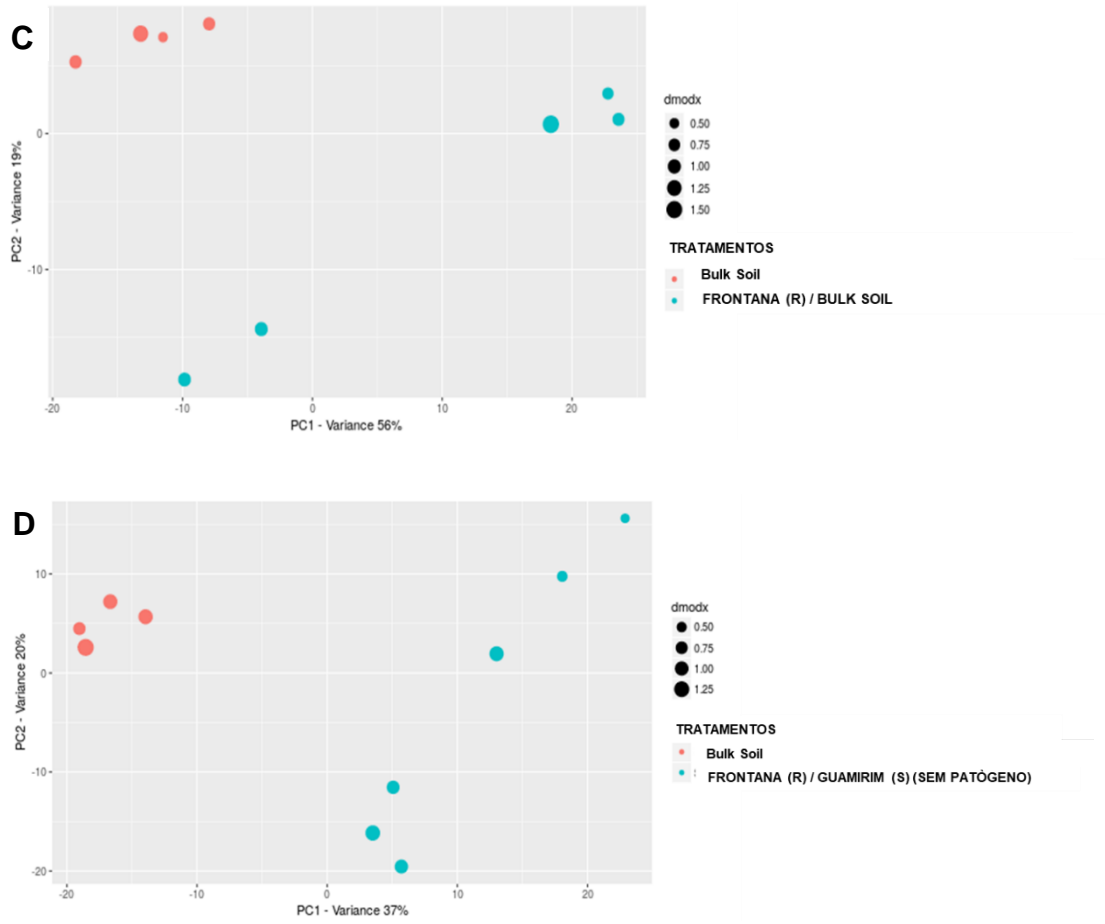 C
0
-10
-20
-10
0
10
20
PC2 - Variance 19%
PC1 - Variance 56%
dmodx
0.50
0.75
1.00
1.25
1.50
TRATAMENTOS
Bulk Soil
FRONTANA (R) / BULK SOIL
D
10
0
-10
-20
-20
-10
0
10
20
PC2 - Variance 20%
PC1 - Variance 37%
dmodx
0.50
0.75
1.00
1.25
TRATAMENTOS
Bulk Soil
FRONTANA (R) / GUAMIRIM (S) (SEM PATÒGENO)